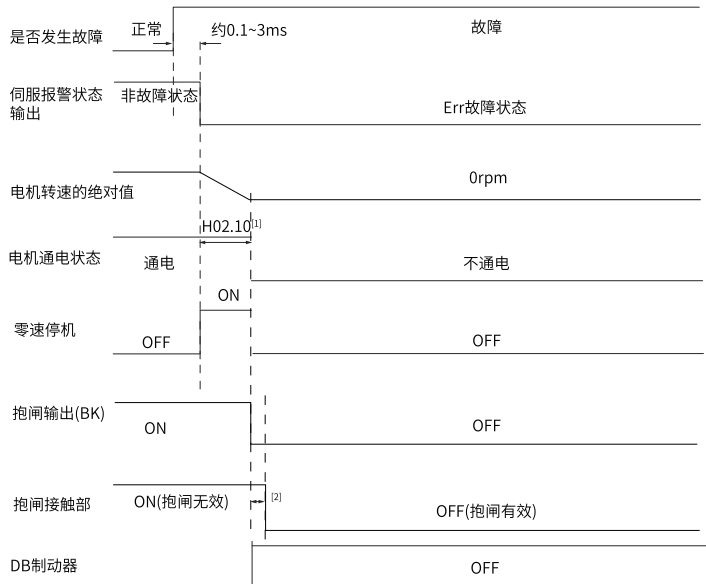 是否发生故障
正常
约0.1~3ms
故障
伺服报警状态
输出
非故障状态
Err故障状态
电机转速的绝对值
0rpm
H02.10[1]
电机通电状态
通电
不通电
零速停机
ON
OFF
OFF
抱闸输出(BK)
ON
OFF
抱闸接触部
ON(抱闸无效)
[2]
OFF(抱闸有效)
DB制动器
OFF